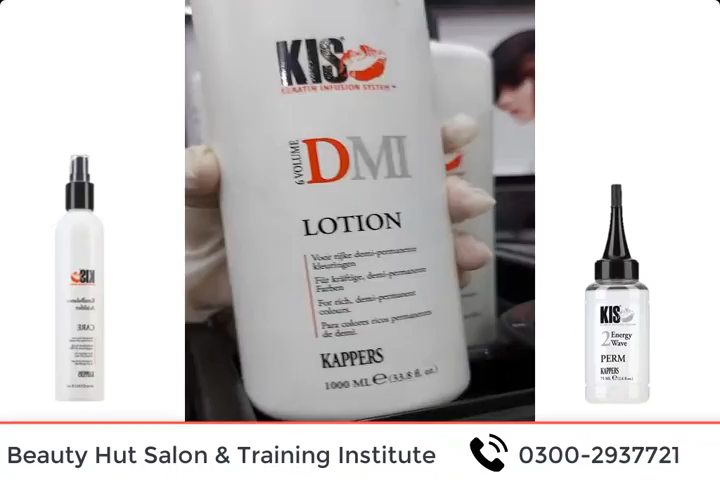 KIS
KERATIN INFUSION SYSTEM™
6 VOLUME
DMI
LOTION
Voor rijke demi-permanente
kleuringen
Für kräftige, demi-permanente
Farben
For rich, demi-permanent
colours.
Para colores ricos permanentes
de demi.
KAPPERS
1000 ML ℮ (33.8 fl. oz.)
KIS
CARE
KAPPERS
KIS
2 Energy
Wave
PERM
KAPPERS
Beauty Hut Salon & Training Institute
0300-2937721